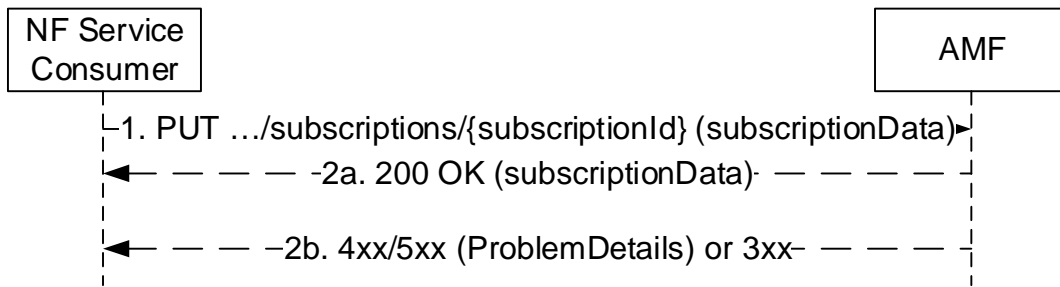 NF Service
Consumer
AMF
1. PUT …/subscriptions/{subscriptionId} (subscriptionData)
2a. 200 OK (subscriptionData)
2b. 4xx/5xx (ProblemDetails) or 3xx